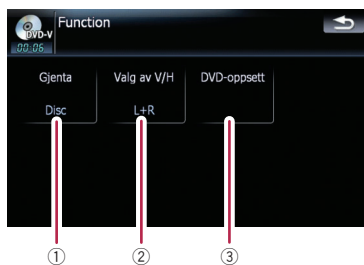 DVD-V
00:06
Function
Gjenta
Valg av V/H
DVD-oppsett
Disc
L+R
① ② ③